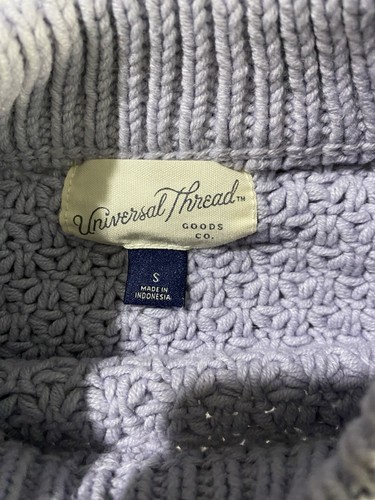 Universal Thread™
GOODS
CO.
S
MADE IN
INDONESIA